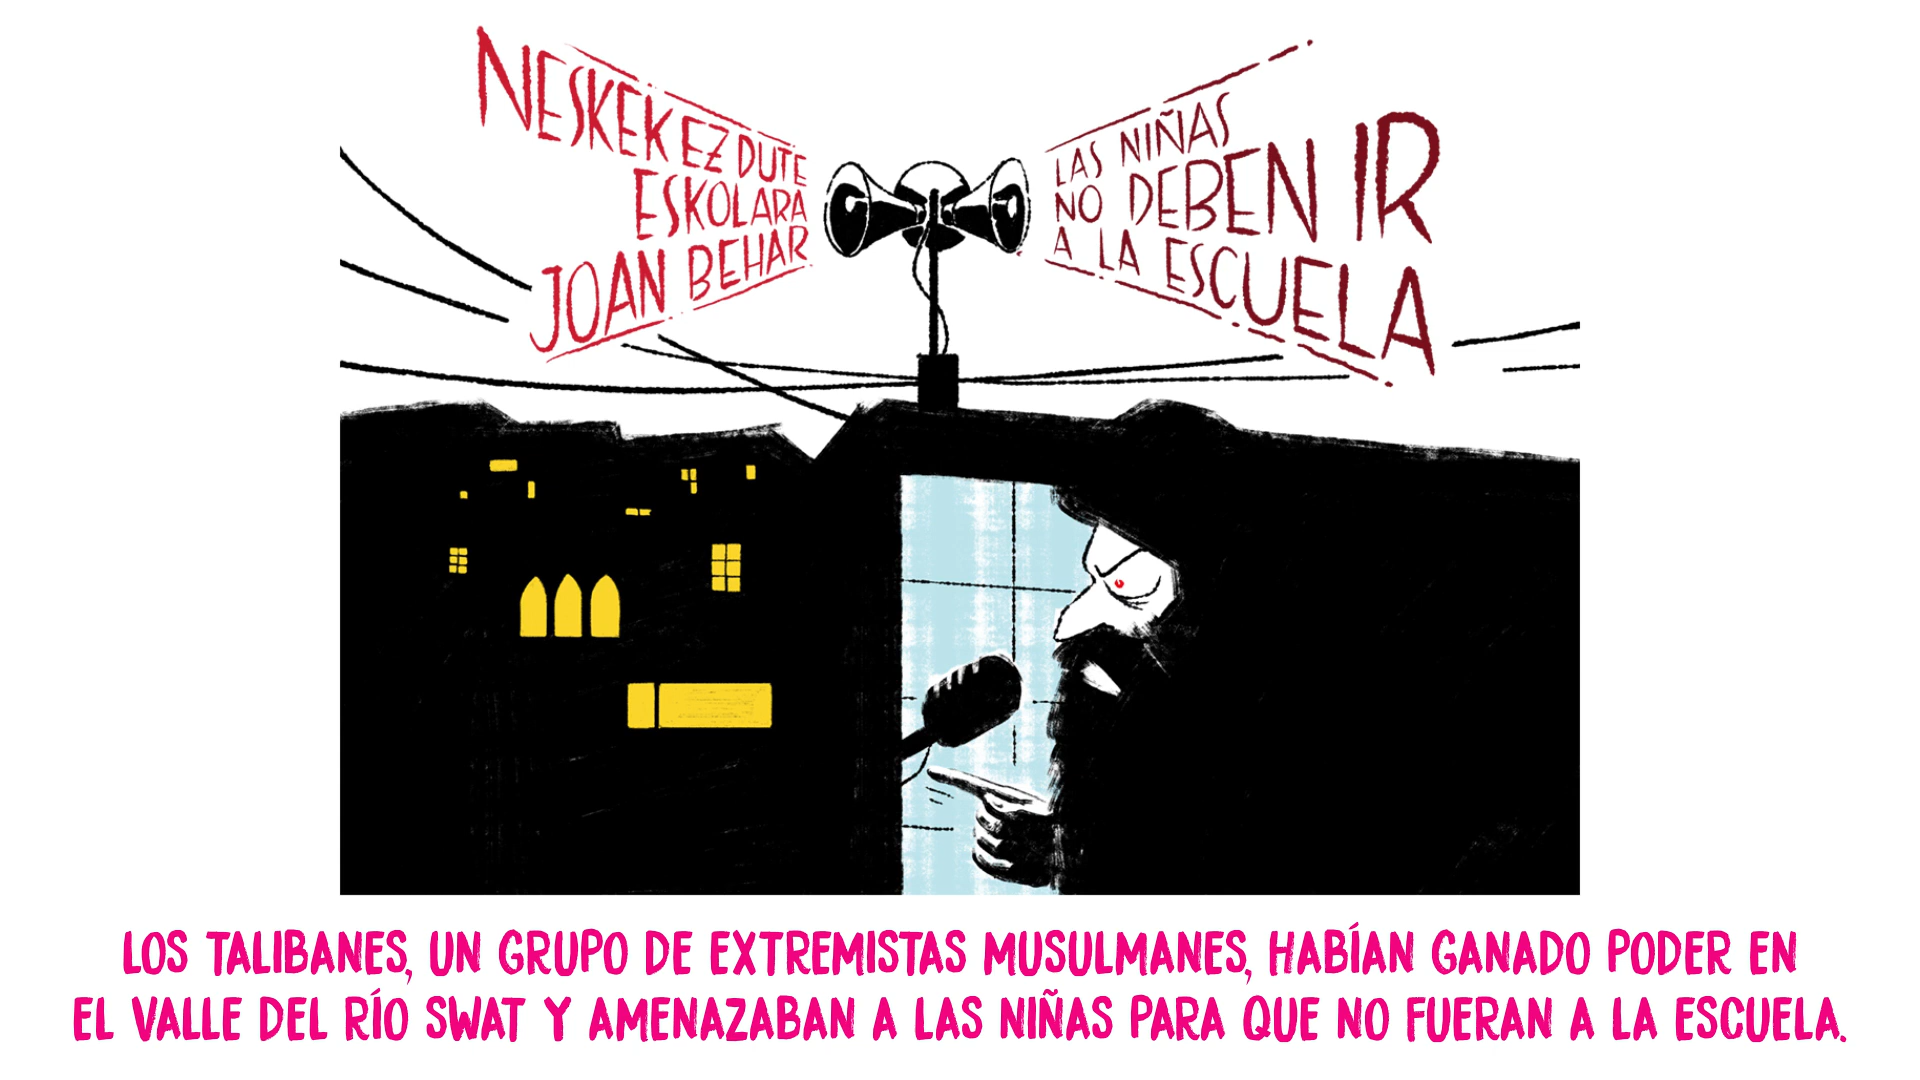 NESKEK EZ DUTE
ESKOLARA
JOAN BEHAR
LAS NIÑAS
NO DEBEN IR
A LA ESCUELA
LOS TALIBANES, UN GRUPO DE EXTREMISTAS MUSULMANES, HABÍAN GANADO PODER EN
EL VALLE DEL RÍO SWAT Y AMENAZABAN A LAS NIÑAS PARA QUE NO FUERAN A LA ESCUELA.